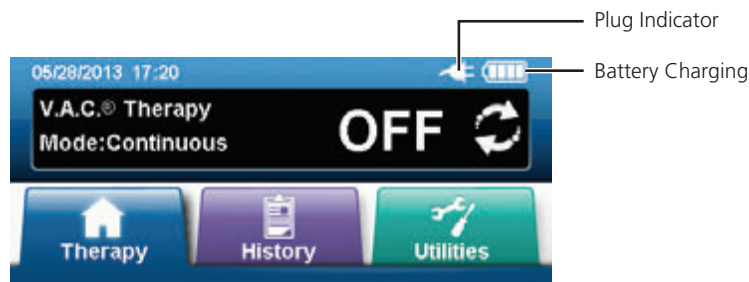 Plug Indicator
05/28/2013 17:20
Battery Charging
V.A.C.® Therapy
Mode:Continuous
OFF
Therapy
History
Utilities